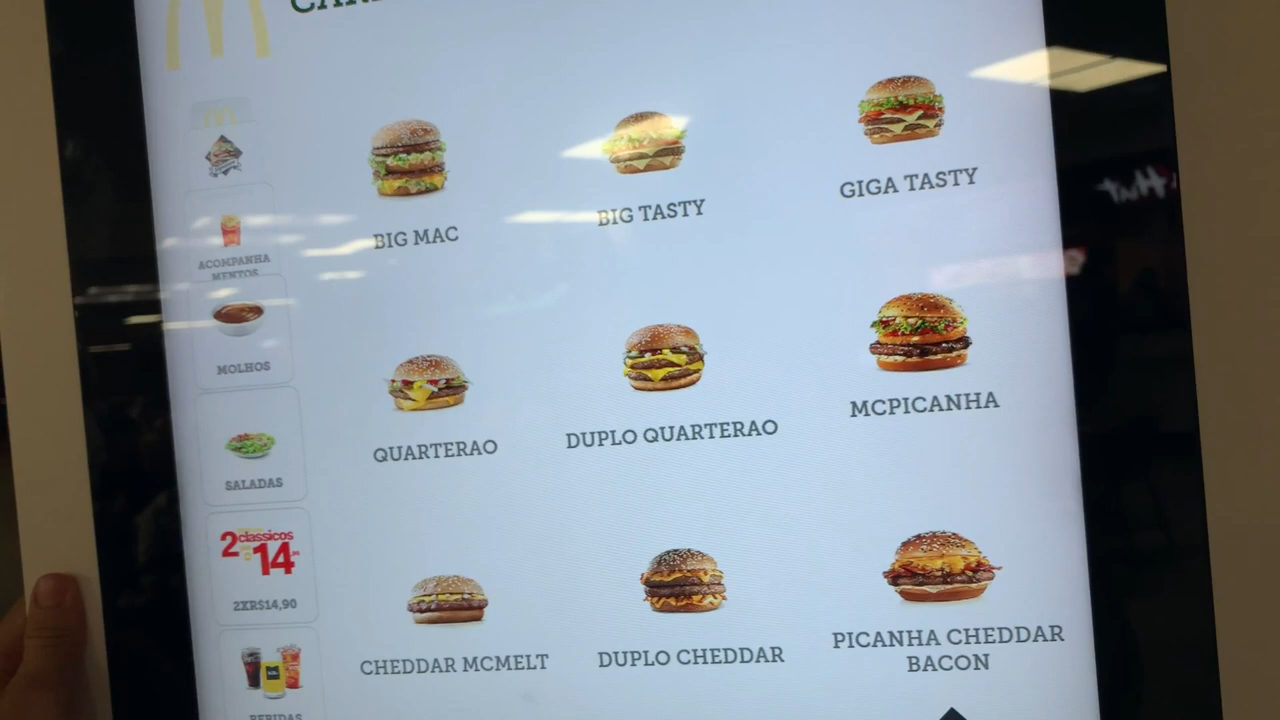 BIG MAC
BIG TASTY
GIGA TASTY
ACOMPANHA
MENTOS
MOLHOS
QUARTERAO
DUPLO QUARTERAO
MCPICANHA
SALADAS
2 classicos
14
2XR$14,90
CHEDDAR MCMELT
DUPLO CHEDDAR
PICANHA CHEDDAR
BACON
BEBIDAS